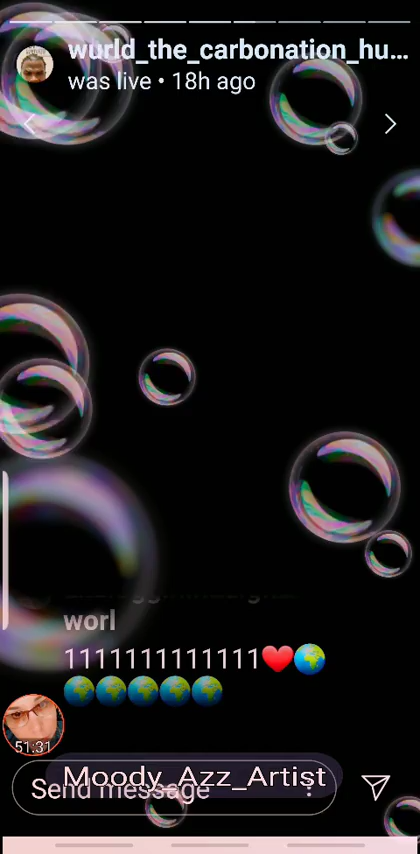 wurld_the_carbonation_hu...
was live • 18h ago
worl
1111111111111❤️🌍
🌍🌍🌍🌍🌍
51:31
Moody_Azz_Artist
Send message